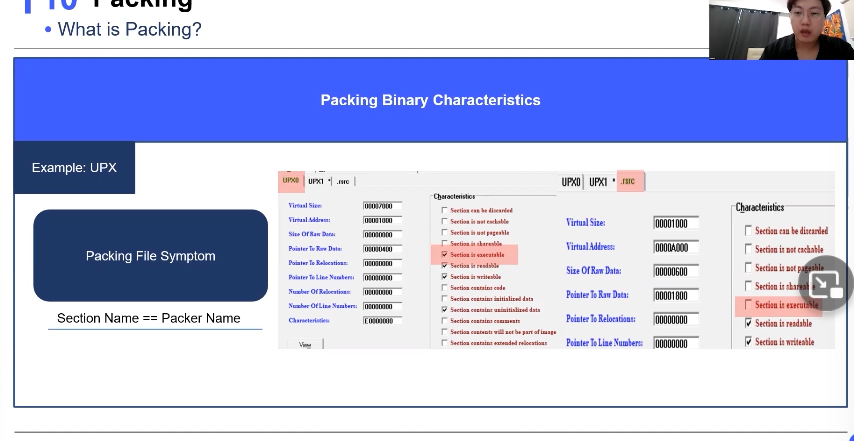 Packing
• What is Packing?
Packing Binary Characteristics
Example: UPX
Packing File Symptom
Section Name == Packer Name
UPX0 UPX1 * .rsrc
Virtual Size: 00007000
Virtual Address: 00001000
Size Of Raw Data: 00000000
Pointer To Raw Data: 00000400
Pointer To Relocations: 00000000
Pointer To Line Numbers: 00000000
Number Of Relocations: 00000000
Number Of Line Numbers: 00000000
Characteristics: E0000080
View
Characteristics
Section can be discarded
Section is not cachable
Section is not pageable
Section is shareable
Section is executable
Section is readable
Section is writeable
Section contains code
Section contains initialized data
Section contains uninitialized data
Section contains comments
Section contents will not be part of image
Section contains extended relocations
UPX0 UPX1 * .rsrc
Virtual Size: 00001000
Virtual Address: 0000A000
Size Of Raw Data: 00000600
Pointer To Raw Data: 00001800
Pointer To Relocations: 00000000
Pointer To Line Numbers: 00000000
Characteristics
Section can be discarded
Section is not cachable
Section is not pageable
Section is shareable
Section is executable
Section is readable
Section is writeable